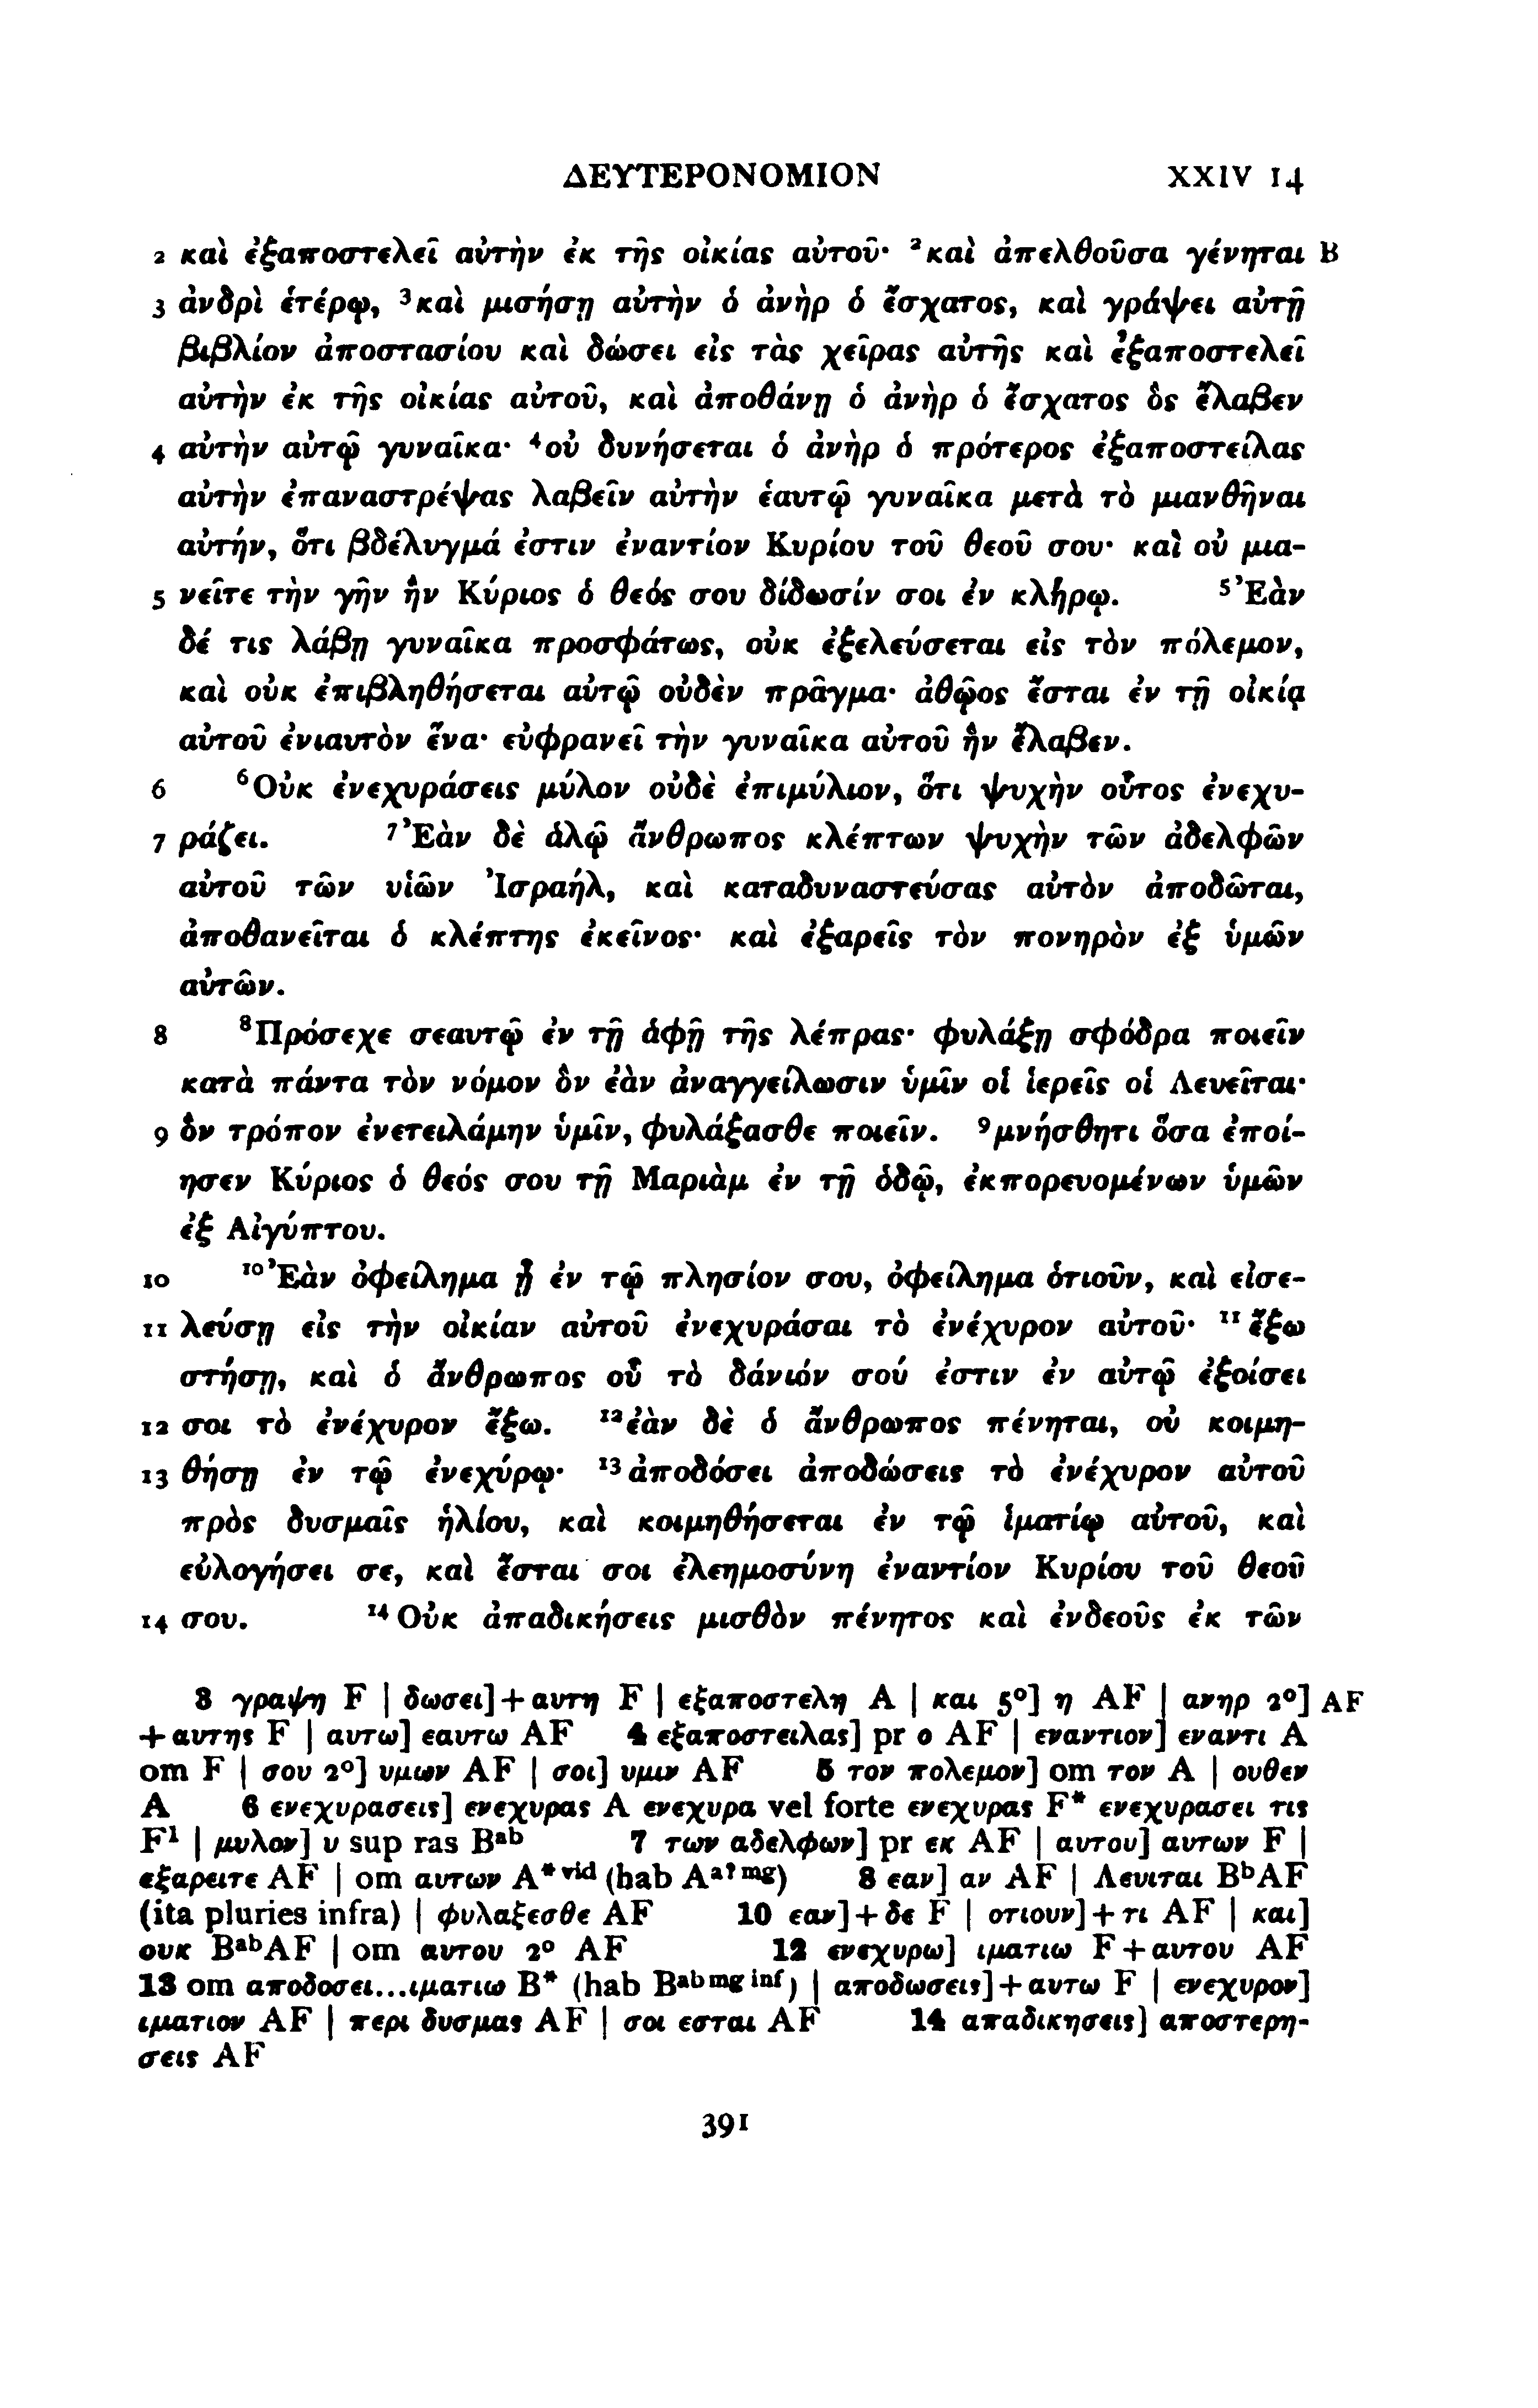 ΔΕΥΤΕΡΟΝΟΜΙΟΝ XXIV 14
2 καὶ ἐξαποστελεῖ αὐτὴν ἐκ τῆς οἰκίας αὐτοῦ· ²καὶ ἀπελθοῦσα γένηται B
3 ἀνδρὶ ἑτέρῳ, ³καὶ μισήσῃ αὐτὴν ὁ ἀνὴρ ὁ ἔσχατος, καὶ γράψει αὐτῇ
βιβλίον ἀποστασίου καὶ δώσει εἰς τὰς χεῖρας αὐτῆς καὶ ἐξαποστελεῖ
αὐτὴν ἐκ τῆς οἰκίας αὐτοῦ, καὶ ἀποθάνῃ ὁ ἀνὴρ ὁ ἔσχατος ὃς ἔλαβεν
4 αὐτὴν αὐτῷ γυναῖκα· ⁴οὐ δυνήσεται ὁ ἀνὴρ ὁ πρότερος ἐξαποστείλας
αὐτὴν ἐπαναστρέψας λαβεῖν αὐτὴν ἑαυτῷ γυναῖκα μετὰ τὸ μιανθῆναι
αὐτήν, ὅτι βδέλυγμά ἐστιν ἐναντίον Κυρίου τοῦ θεοῦ σου· καὶ οὐ μια-
5 νεῖτε τὴν γῆν ἣν Κύριος ὁ θεός σου δίδωσίν σοι ἐν κλήρῳ. ⁵Ἐὰν
δέ τις λάβῃ γυναῖκα προσφάτως, οὐκ ἐξελεύσεται εἰς τὸν πόλεμον,
καὶ οὐκ ἐπιβληθήσεται αὐτῷ οὐδὲν πρᾶγμα· ἀθῷος ἔσται ἐν τῇ οἰκίᾳ
αὐτοῦ ἐνιαυτὸν ἕνα· εὐφρανεῖ τὴν γυναῖκα αὐτοῦ ἣν ἔλαβεν.
6 ⁶Οὐκ ἐνεχυράσεις μύλον οὐδὲ ἐπιμύλιον, ὅτι ψυχὴν οὗτος ἐνεχυ-
7 ράζει. ⁷Ἐὰν δὲ ἁλῷ ἄνθρωπος κλέπτων ψυχὴν τῶν ἀδελφῶν
αὐτοῦ τῶν υἱῶν Ἰσραήλ, καὶ καταδυναστεύσας αὐτὸν ἀποδῶται,
ἀποθανεῖται ὁ κλέπτης ἐκεῖνος· καὶ ἐξαρεῖς τὸν πονηρὸν ἐξ ὑμῶν
αὐτῶν.
8 ⁸Πρόσεχε σεαυτῷ ἐν τῇ ἁφῇ τῆς λέπρας· φυλάξῃ σφόδρα ποιεῖν
κατὰ πάντα τὸν νόμον ὃν ἐὰν ἀναγγείλωσιν ὑμῖν οἱ ἱερεῖς οἱ Λευεῖται·
9 ὃν τρόπον ἐνετειλάμην ὑμῖν, φυλάξασθε ποιεῖν. ⁹μνήσθητι ὅσα ἐποί-
ησεν Κύριος ὁ θεός σου τῇ Μαριὰμ ἐν τῇ ὁδῷ, ἐκπορευομένων ὑμῶν
ἐξ Αἰγύπτου.
10 ¹⁰Ἐὰν ὀφείλημα ᾖ ἐν τῷ πλησίον σου, ὀφείλημα ὁτιοῦν, καὶ εἰσε-
11 λεύσῃ εἰς τὴν οἰκίαν αὐτοῦ ἐνεχυράσαι τὸ ἐνέχυρον αὐτοῦ· ¹¹ἔξω
στήσῃ, καὶ ὁ ἄνθρωπος οὗ τὸ δάνιόν σού ἐστιν ἐν αὐτῷ ἐξοίσει
12 σοι τὸ ἐνέχυρον ἔξω. ¹²ἐὰν δὲ ὁ ἄνθρωπος πένηται, οὐ κοιμη-
13 θήσῃ ἐν τῷ ἐνεχύρῳ· ¹³ἀποδόσει ἀποδώσεις τὸ ἐνέχυρον αὐτοῦ
πρὸς δυσμαῖς ἡλίου, καὶ κοιμηθήσεται ἐν τῷ ἱματίῳ αὐτοῦ, καὶ
εὐλογήσει σε, καὶ ἔσται σοι ἐλεημοσύνη ἐναντίον Κυρίου τοῦ θεοῦ
14 σου. ¹⁴Οὐκ ἀπαδικήσεις μισθὸν πένητος καὶ ἐνδεοῦς ἐκ τῶν
3 γραψη F | δωσει]+αυτη F | εξαποστελη A | και 5º] η AF | ανηρ 2º] AF
+αυτης F | αυτω] εαυτω AF 4 εξαποστειλας] pr ο AF | εναντιον] εναντι A
om F | σου 2º] υμων AF | σοι] υμιν AF 5 τον πολεμον] om τον A | ουθεν
A 6 ενεχυρασεις] ενεχυρας A ενεχυρα vel forte ενεχυρας F* ενεχυρασει τις
F¹ | μυλον] υ sup ras Bᵃᵇ 7 των αδελφων] pr εκ AF | αυτου] αυτων F |
εξαρειτε AF | om αυτων A*ᵛⁱᵈ (hab Aᵃ?ᵐᵍ) 8 εαν] αν AF | Λευιται BᵇAF
(ita pluries infra) | φυλαξεσθε AF 10 εαν]+δε F | οτιουν]+τι AF | και]
ουκ BᵃᵇAF | om αυτου 2º AF 12 ενεχυρω] ιματιω F+αυτου AF
13 om αποδοσει...ιματιω B* (hab Bᵃᵇᵐᵍ ⁱⁿᶠ) | αποδωσεις]+αυτω F | ενεχυρον]
ιματιον AF | περι δυσμας AF | σοι εσται AF 14 απαδικησεις] αποστερη-
σεις AF
391